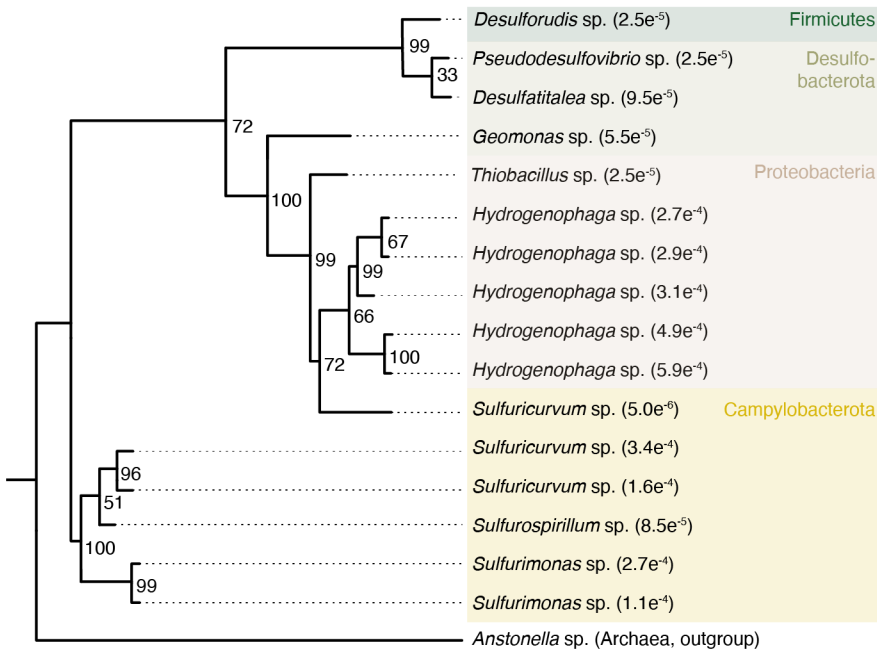 Desulforudis sp. (2.5e⁻⁵) Firmicutes
Pseudodesulfovibrio sp. (2.5e⁻⁵) Desulfo-
bacterota
Desulfatitalea sp. (9.5e⁻⁵)
Geomonas sp. (5.5e⁻⁵)
Thiobacillus sp. (2.5e⁻⁵) Proteobacteria
Hydrogenophaga sp. (2.7e⁻⁴)
Hydrogenophaga sp. (2.9e⁻⁴)
Hydrogenophaga sp. (3.1e⁻⁴)
Hydrogenophaga sp. (4.9e⁻⁴)
Hydrogenophaga sp. (5.9e⁻⁴)
Sulfuricurvum sp. (5.0e⁻⁶) Campylobacterota
Sulfuricurvum sp. (3.4e⁻⁴)
Sulfuricurvum sp. (1.6e⁻⁴)
Sulfurospirillum sp. (8.5e⁻⁵)
Sulfurimonas sp. (2.7e⁻⁴)
Sulfurimonas sp. (1.1e⁻⁴)
Anstonella sp. (Archaea, outgroup)
99
33
72
100
99
67
99
66
100
72
96
51
100
99